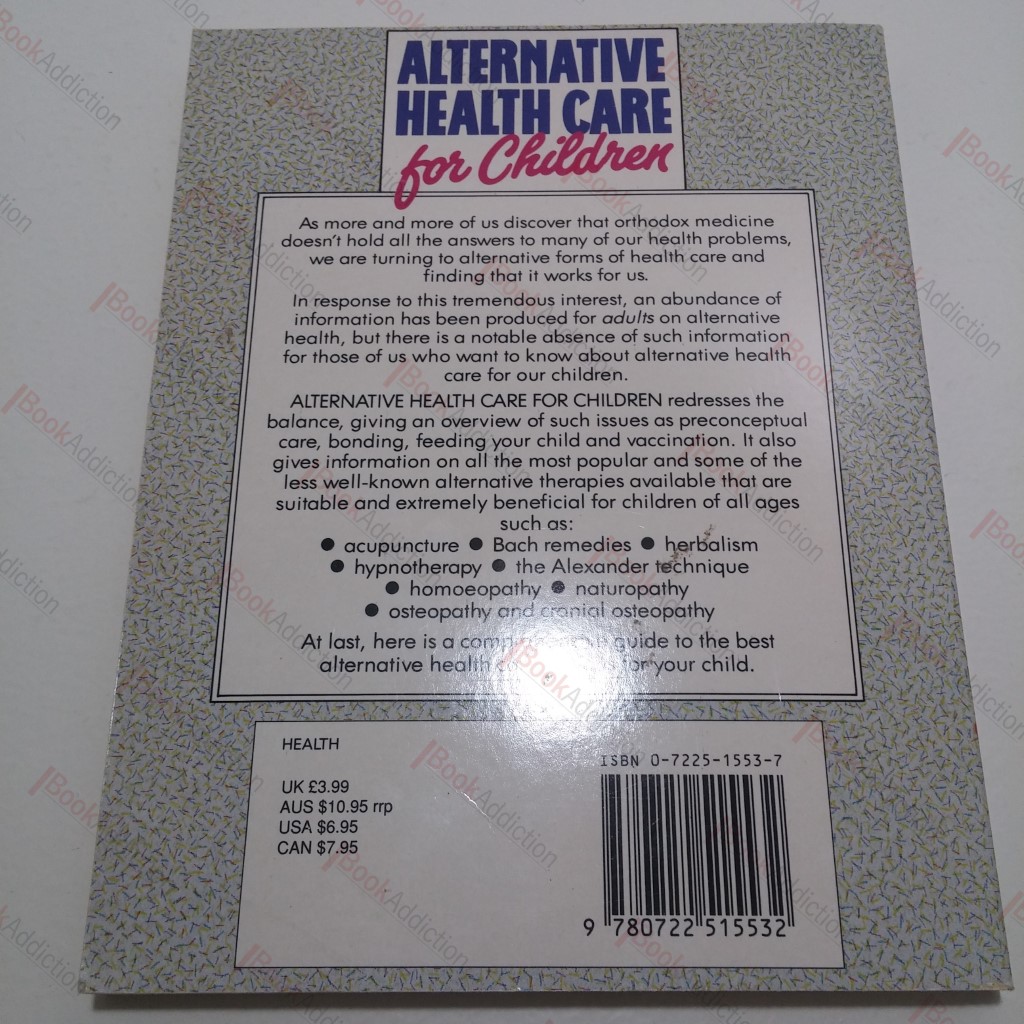 ALTERNATIVE
HEALTH CARE
for Children
As more and more of us discover that orthodox medicine
doesn't hold all the answers to many of our health problems,
we are turning to alternative forms of health care and
finding that it works for us.
In response to this tremendous interest, an abundance of
information has been produced for adults on alternative
health, but there is a notable absence of such information
for those of us who want to know about alternative health
care for our children.
ALTERNATIVE HEALTH CARE FOR CHILDREN redresses the
balance, giving an overview of such issues as preconceptual
care, bonding, feeding your child and vaccination. It also
gives information on all the most popular and some of the
less well-known alternative therapies available that are
suitable and extremely beneficial for children of all ages
such as:
● acupuncture ● Bach remedies ● herbalism
● hypnotherapy ● the Alexander technique
● homoeopathy ● naturopathy
● osteopathy and cranial osteopathy
At last, here is a guide to the best
alternative health for your child.
HEALTH
UK £3.99
AUS $10.95 rrp
USA $6.95
CAN $7.95
ISBN 0-7225-1553-7
9 780722 515532
BookAddiction